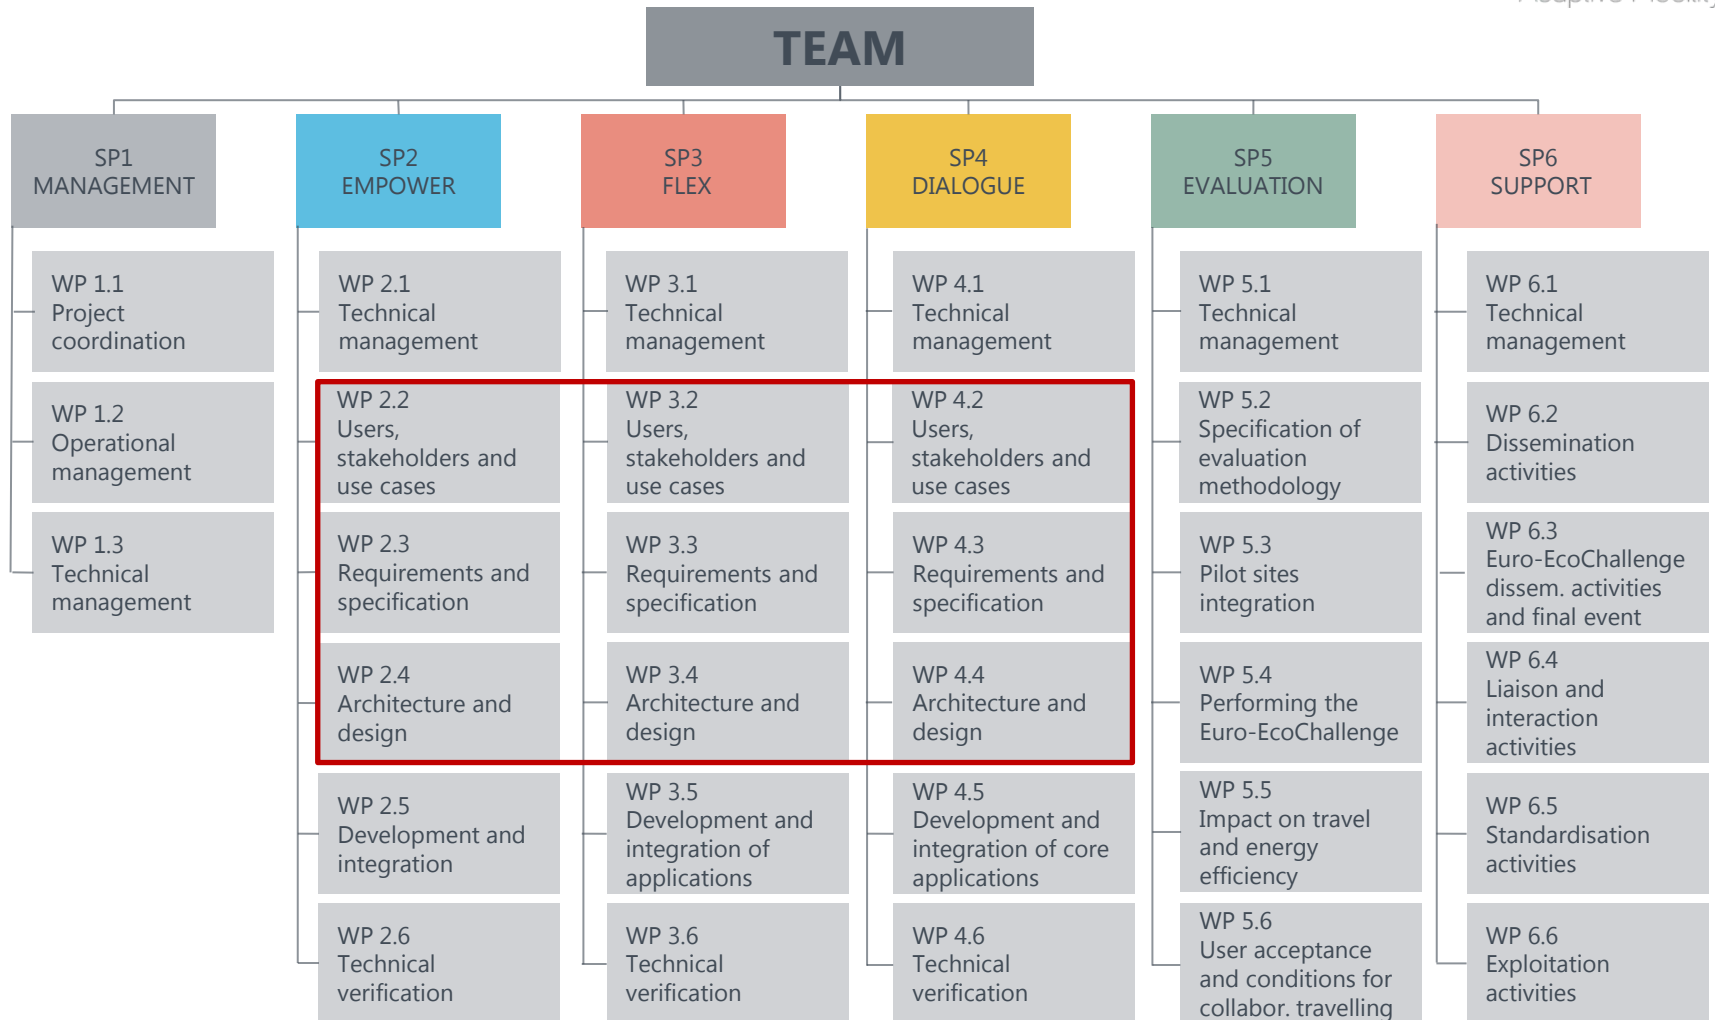 TEAM
SP1
MANAGEMENT
SP2
EMPOWER
SP3
FLEX
SP4
DIALOGUE
SP5
EVALUATION
SP6
SUPPORT
WP 1.1
Project
coordination
WP 1.2
Operational
management
WP 1.3
Technical
management
WP 2.1
Technical
management
WP 2.2
Users,
stakeholders and
use cases
WP 2.3
Requirements and
specification
WP 2.4
Architecture and
design
WP 2.5
Development and
integration
WP 2.6
Technical
verification
WP 3.1
Technical
management
WP 3.2
Users,
stakeholders and
use cases
WP 3.3
Requirements and
specification
WP 3.4
Architecture and
design
WP 3.5
Development and
integration of
applications
WP 3.6
Technical
verification
WP 4.1
Technical
management
WP 4.2
Users,
stakeholders and
use cases
WP 4.3
Requirements and
specification
WP 4.4
Architecture and
design
WP 4.5
Development and
integration of core
applications
WP 4.6
Technical
verification
WP 5.1
Technical
management
WP 5.2
Specification of
evaluation
methodology
WP 5.3
Pilot sites
integration
WP 5.4
Performing the
Euro-EcoChallenge
WP 5.5
Impact on travel
and energy
efficiency
WP 5.6
User acceptance
and conditions for
collabor. travelling
WP 6.1
Technical
management
WP 6.2
Dissemination
activities
WP 6.3
Euro-EcoChallenge
dissem. activities
and final event
WP 6.4
Liaison and
interaction
activities
WP 6.5
Standardisation
activities
WP 6.6
Exploitation
activities